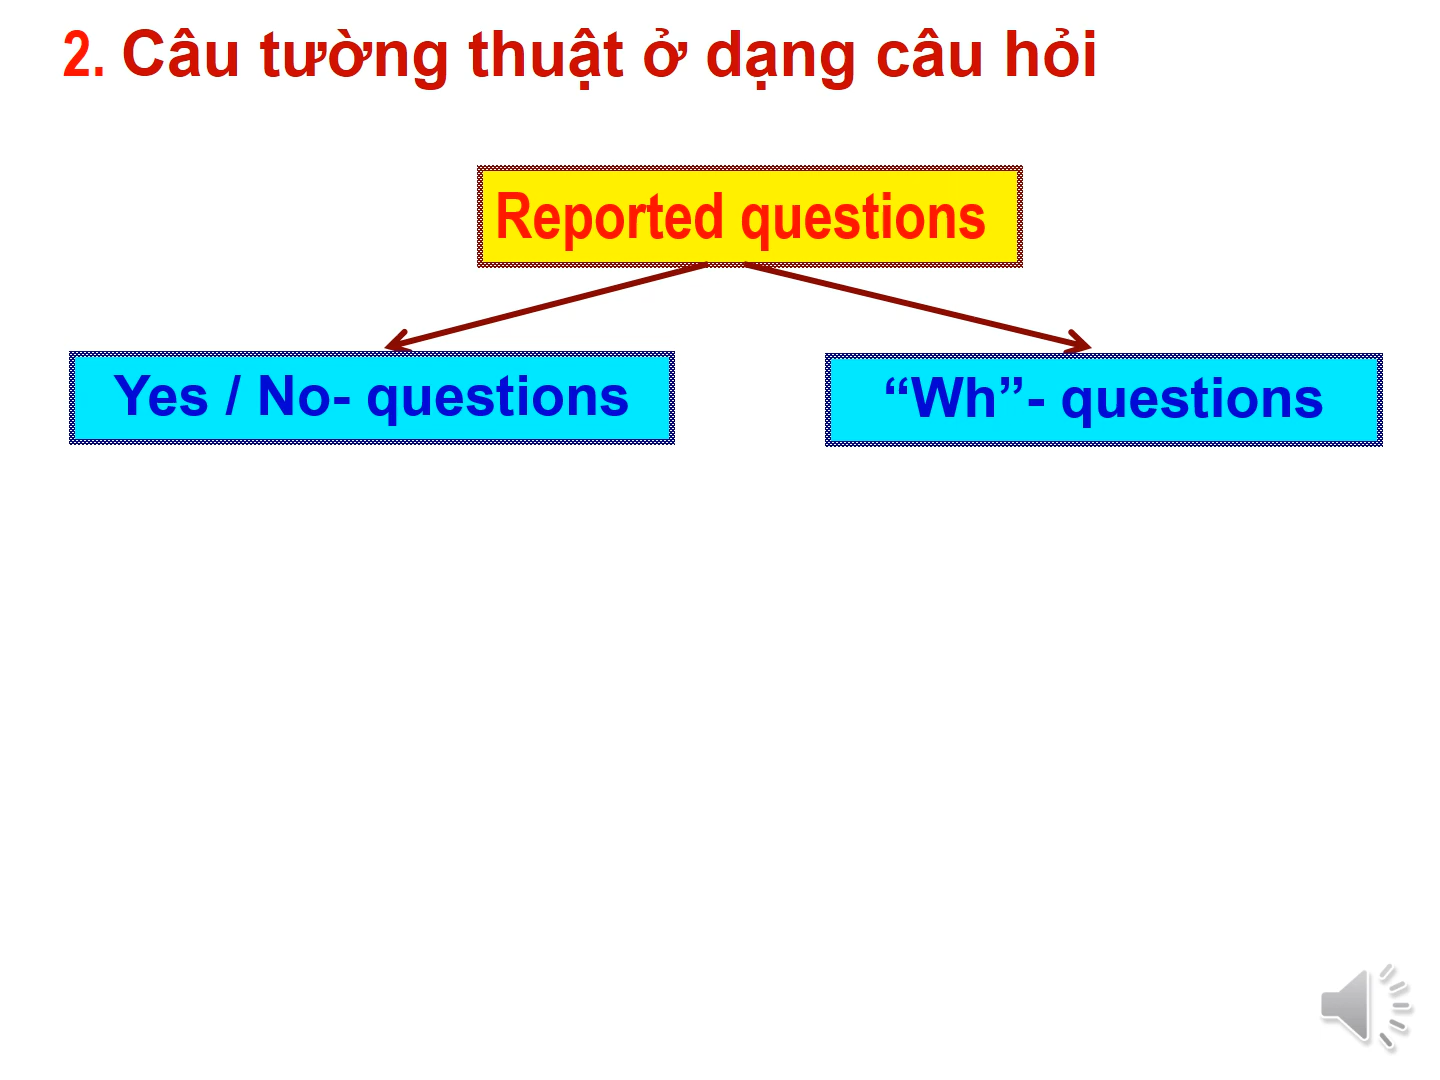 2. Câu tường thuật ở dạng câu hỏi
Reported questions
Yes / No- questions
“Wh”- questions